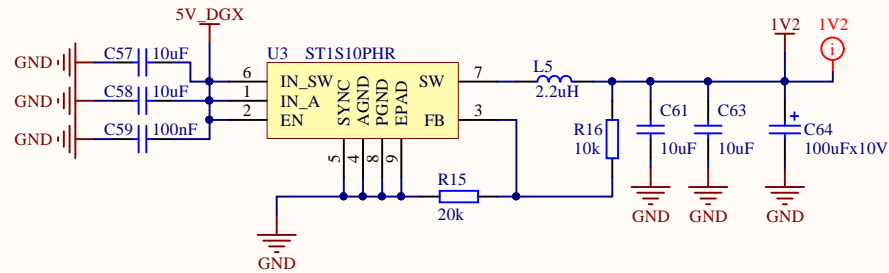 5V_DGX
1V2
1V2
i
GND
C57
10uF
U3
ST1S10PHR
L5
2.2uH
6
IN_SW
SW
7
GND
C58
10uF
1
IN_A
2
EN
FB
3
GND
C59
100nF
SYNC
AGND
PGND
EPAD
5
4
8
9
R16
10k
C61
10uF
C63
10uF
+
C64
100uFx10V
R15
20k
GND
GND
GND
GND